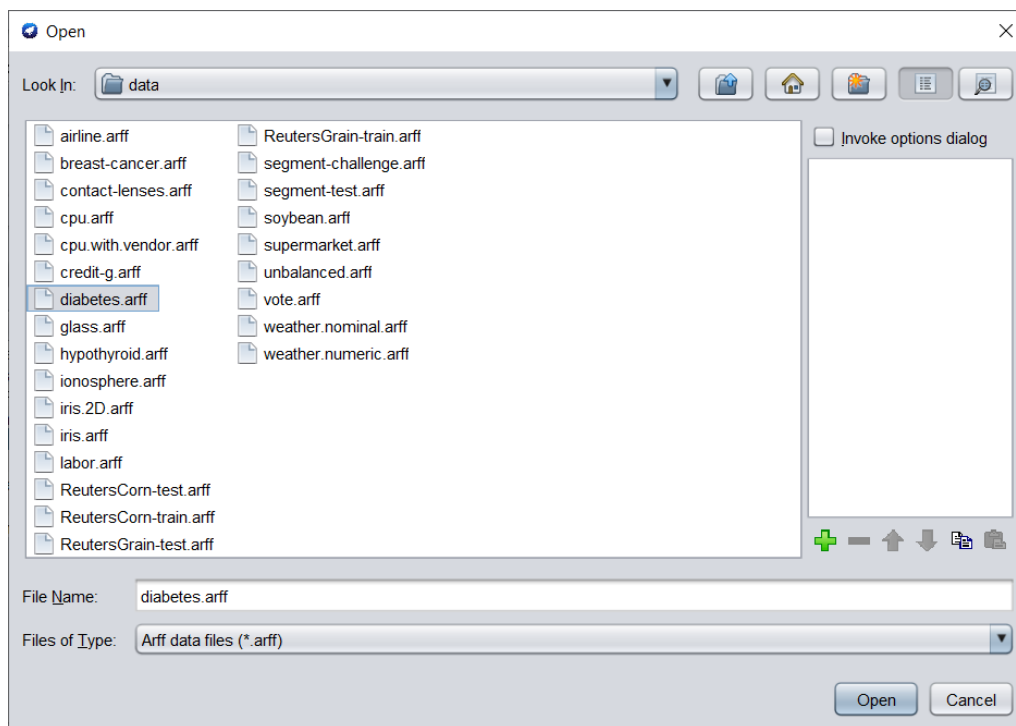 Open
Look In: data
airline.arff
breast-cancer.arff
contact-lenses.arff
cpu.arff
cpu.with.vendor.arff
credit-g.arff
diabetes.arff
glass.arff
hypothyroid.arff
ionosphere.arff
iris.2D.arff
iris.arff
labor.arff
ReutersCorn-test.arff
ReutersCorn-train.arff
ReutersGrain-test.arff
ReutersGrain-train.arff
segment-challenge.arff
segment-test.arff
soybean.arff
supermarket.arff
unbalanced.arff
vote.arff
weather.nominal.arff
weather.numeric.arff
Invoke options dialog
File Name: diabetes.arff
Files of Type: Arff data files (*.arff)
Open Cancel